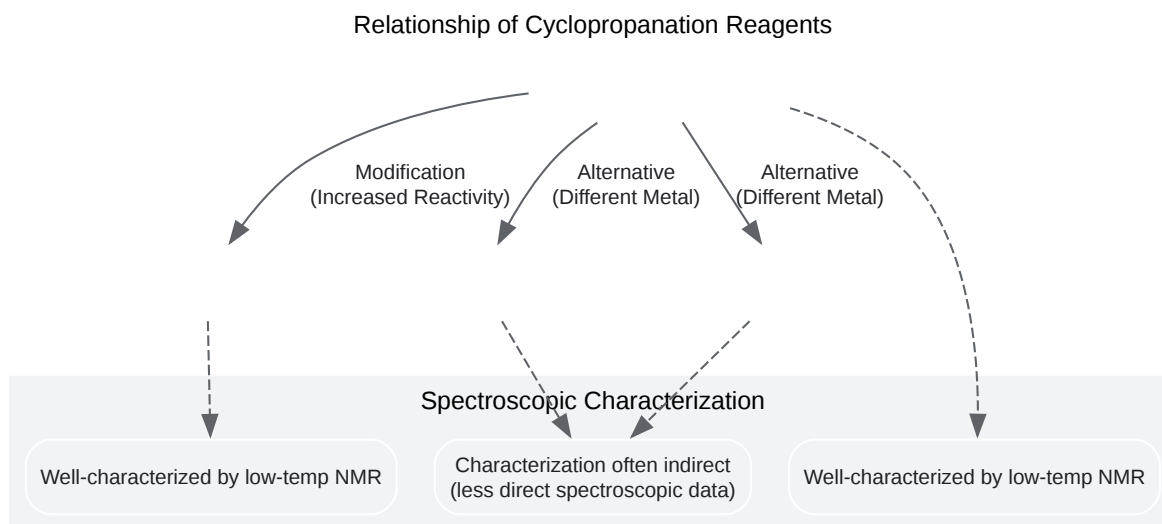 Relationship of Cyclopropanation Reagents
Modification
(Increased Reactivity)
Alternative
(Different Metal)
Alternative
(Different Metal)
Spectroscopic Characterization
Well-characterized by low-temp NMR
Characterization often indirect
(less direct spectroscopic data)
Well-characterized by low-temp NMR